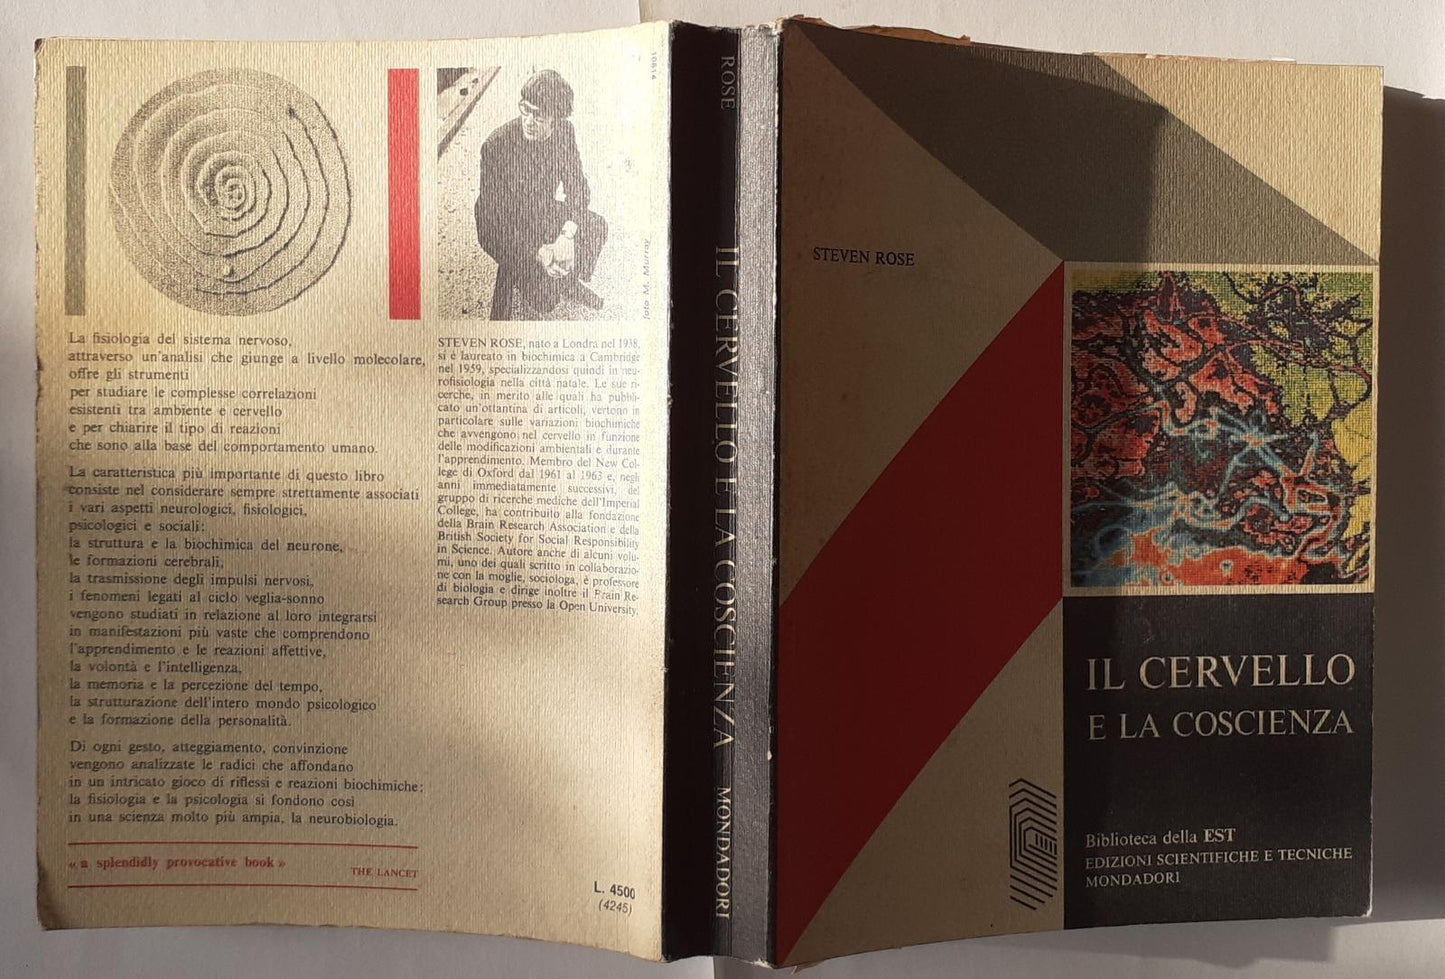 La fisiologia del sistema nervoso,
attraverso un'analisi che giunge a livello molecolare,
offre gli strumenti
per studiare le complesse correlazioni
esistenti tra ambiente e cervello
e per chiarire il tipo di reazioni
che sono alla base del comportamento umano.
La caratteristica più importante di questo libro
consiste nel considerare sempre strettamente associati
i vari aspetti neurologici, fisiologici,
psicologici e sociali:
la struttura e la biochimica del neurone,
le formazioni cerebrali,
la trasmissione degli impulsi nervosi,
i fenomeni legati al ciclo veglia-sonno
vengono studiati in relazione al loro integrarsi
in manifestazioni più vaste che comprendono
l'apprendimento e le reazioni affettive,
la volontà e l'intelligenza,
la memoria e la percezione del tempo,
la strutturazione dell'intero mondo psicologico
e la formazione della personalità.
Di ogni gesto, atteggiamento, convinzione
vengono analizzate le radici che affondano
in un intricato gioco di riflessi e reazioni biochimiche;
la fisiologia e la psicologia si fondono così
in una scienza molto più ampia, la neurobiologia.
« a splendidly provocative book »
THE LANCET
10614
foto M. Murray
STEVEN ROSE, nato a Londra nel 1938,
si è laureato in biochimica a Cambridge
nel 1959, specializzandosi quindi in neu-
rofisiologia nella città natale. Le sue ri-
cerche, in merito alle quali ha pubbli-
cato un'ottantina di articoli, vertono in
particolare sulle variazioni biochimiche
che avvengono nel cervello in funzione
delle modificazioni ambientali e durante
l'apprendimento. Membro del New Col-
lege di Oxford dal 1961 al 1963 e, negli
anni immediatamente successivi, del
gruppo di ricerche mediche dell'Imperial
College, ha contribuito alla fondazione
della Brain Research Association e della
British Society for Social Responsibility
in Science. Autore anche di alcuni volu-
mi, uno dei quali scritto in collaborazio-
ne con la moglie, sociologa, è professore
di biologia e dirige inoltre il Brain Re-
search Group presso la Open University.
L. 4500
(4245)
ROSE IL CERVELLO E LA COSCIENZA MONDADORI
STEVEN ROSE
IL CERVELLO
E LA COSCIENZA
Biblioteca della EST
EDIZIONI SCIENTIFICHE E TECNICHE
MONDADORI